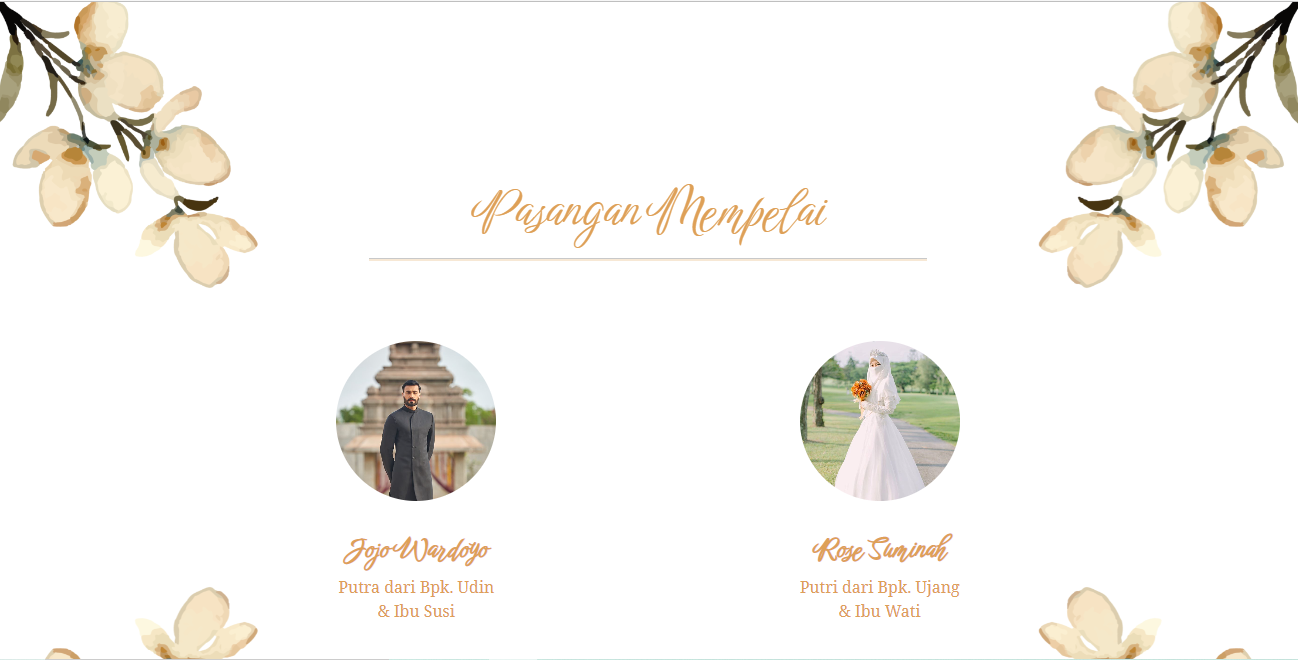 Pasangan Mempelai
Jojo Wardoyo
Putra dari Bpk. Udin
& Ibu Susi
Rose Suminah
Putri dari Bpk. Ujang
& Ibu Wati